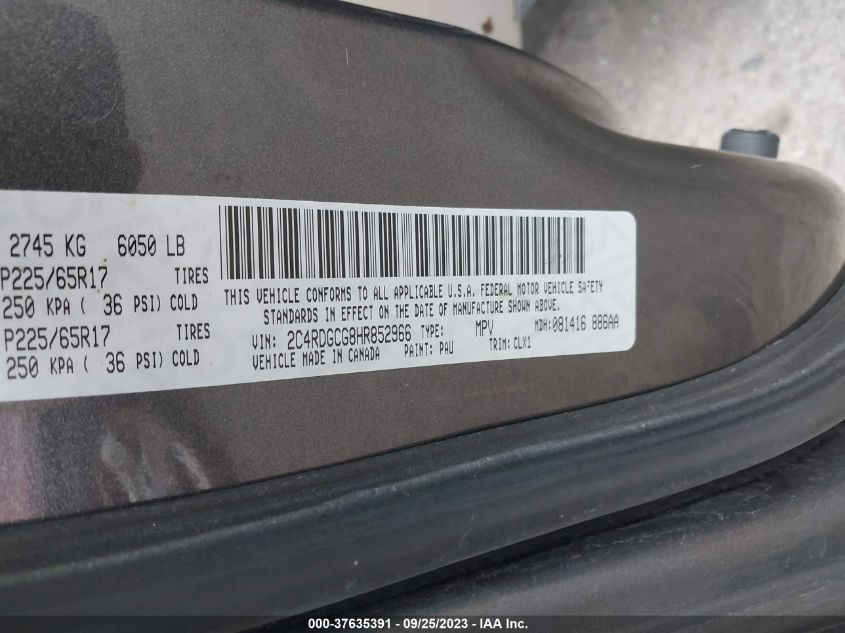 2745 KG 6050 LB
P225/65R17 TIRES
250 KPA ( 36 PSI) COLD
P225/65R17 TIRES
250 KPA ( 36 PSI) COLD
THIS VEHICLE CONFORMS TO ALL APPLICABLE U.S.A. FEDERAL MOTOR VEHICLE SAFETY
STANDARDS IN EFFECT ON THE DATE OF MANUFACTURE SHOWN ABOVE.
VIN: 2C4RDGCG8HR852966 TYPE: MPV MDH:081416 886AA
VEHICLE MADE IN CANADA PAINT: PAU TRIM: CLX1
000-37635391 - 09/25/2023 - IAA Inc.